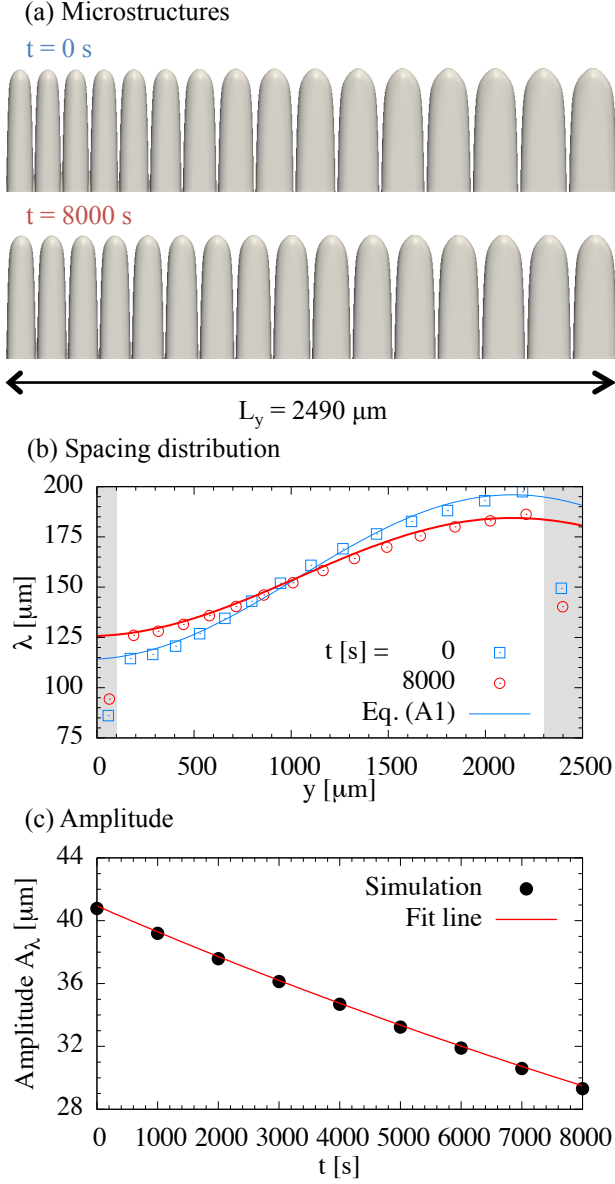 (a) Microstructures
t = 0 s
t = 8000 s
L_y = 2490 μm
(b) Spacing distribution
200
175
150
125
100
75
λ [μm]
t [s] = 0
8000
Eq. (A1)
0 500 1000 1500 2000 2500
y [μm]
(c) Amplitude
44
40
36
32
28
Amplitude A_λ [μm]
Simulation
Fit line
0 1000 2000 3000 4000 5000 6000 7000 8000
t [s]